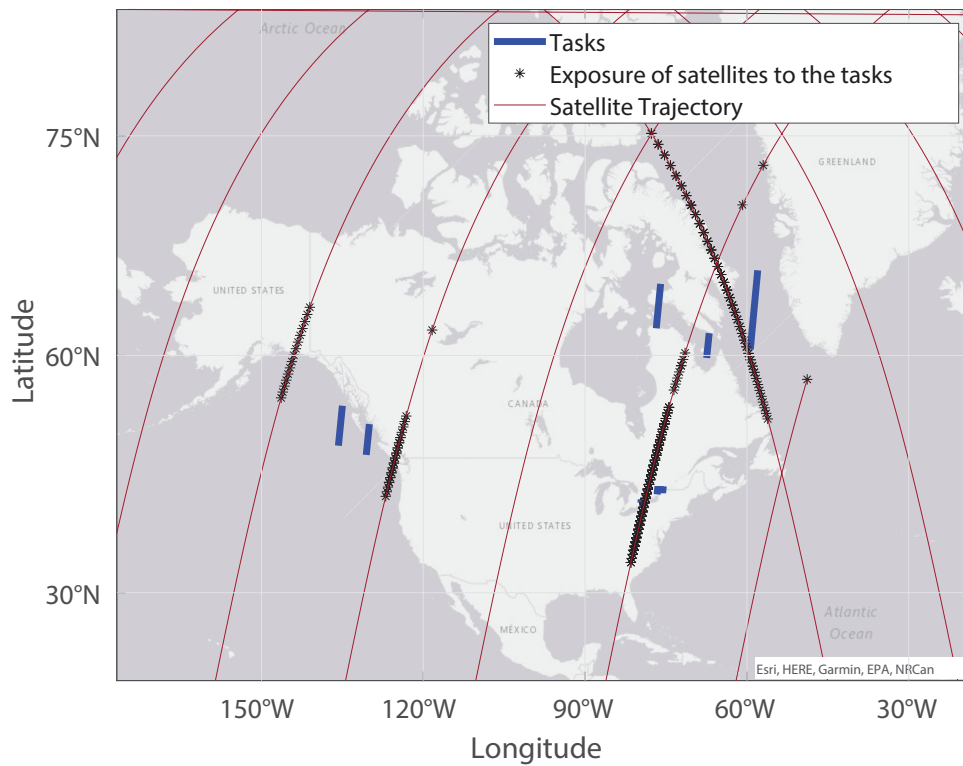 Arctic Ocean
Tasks
Exposure of satellites to the tasks
Satellite Trajectory
75°N
GREENLAND
UNITED STATES
60°N
Latitude
CANADA
UNITED STATES
30°N
MÉXICO
Atlantic
Ocean
Esri, HERE, Garmin, EPA, NRCan
150°W
120°W
90°W
60°W
30°W
Longitude